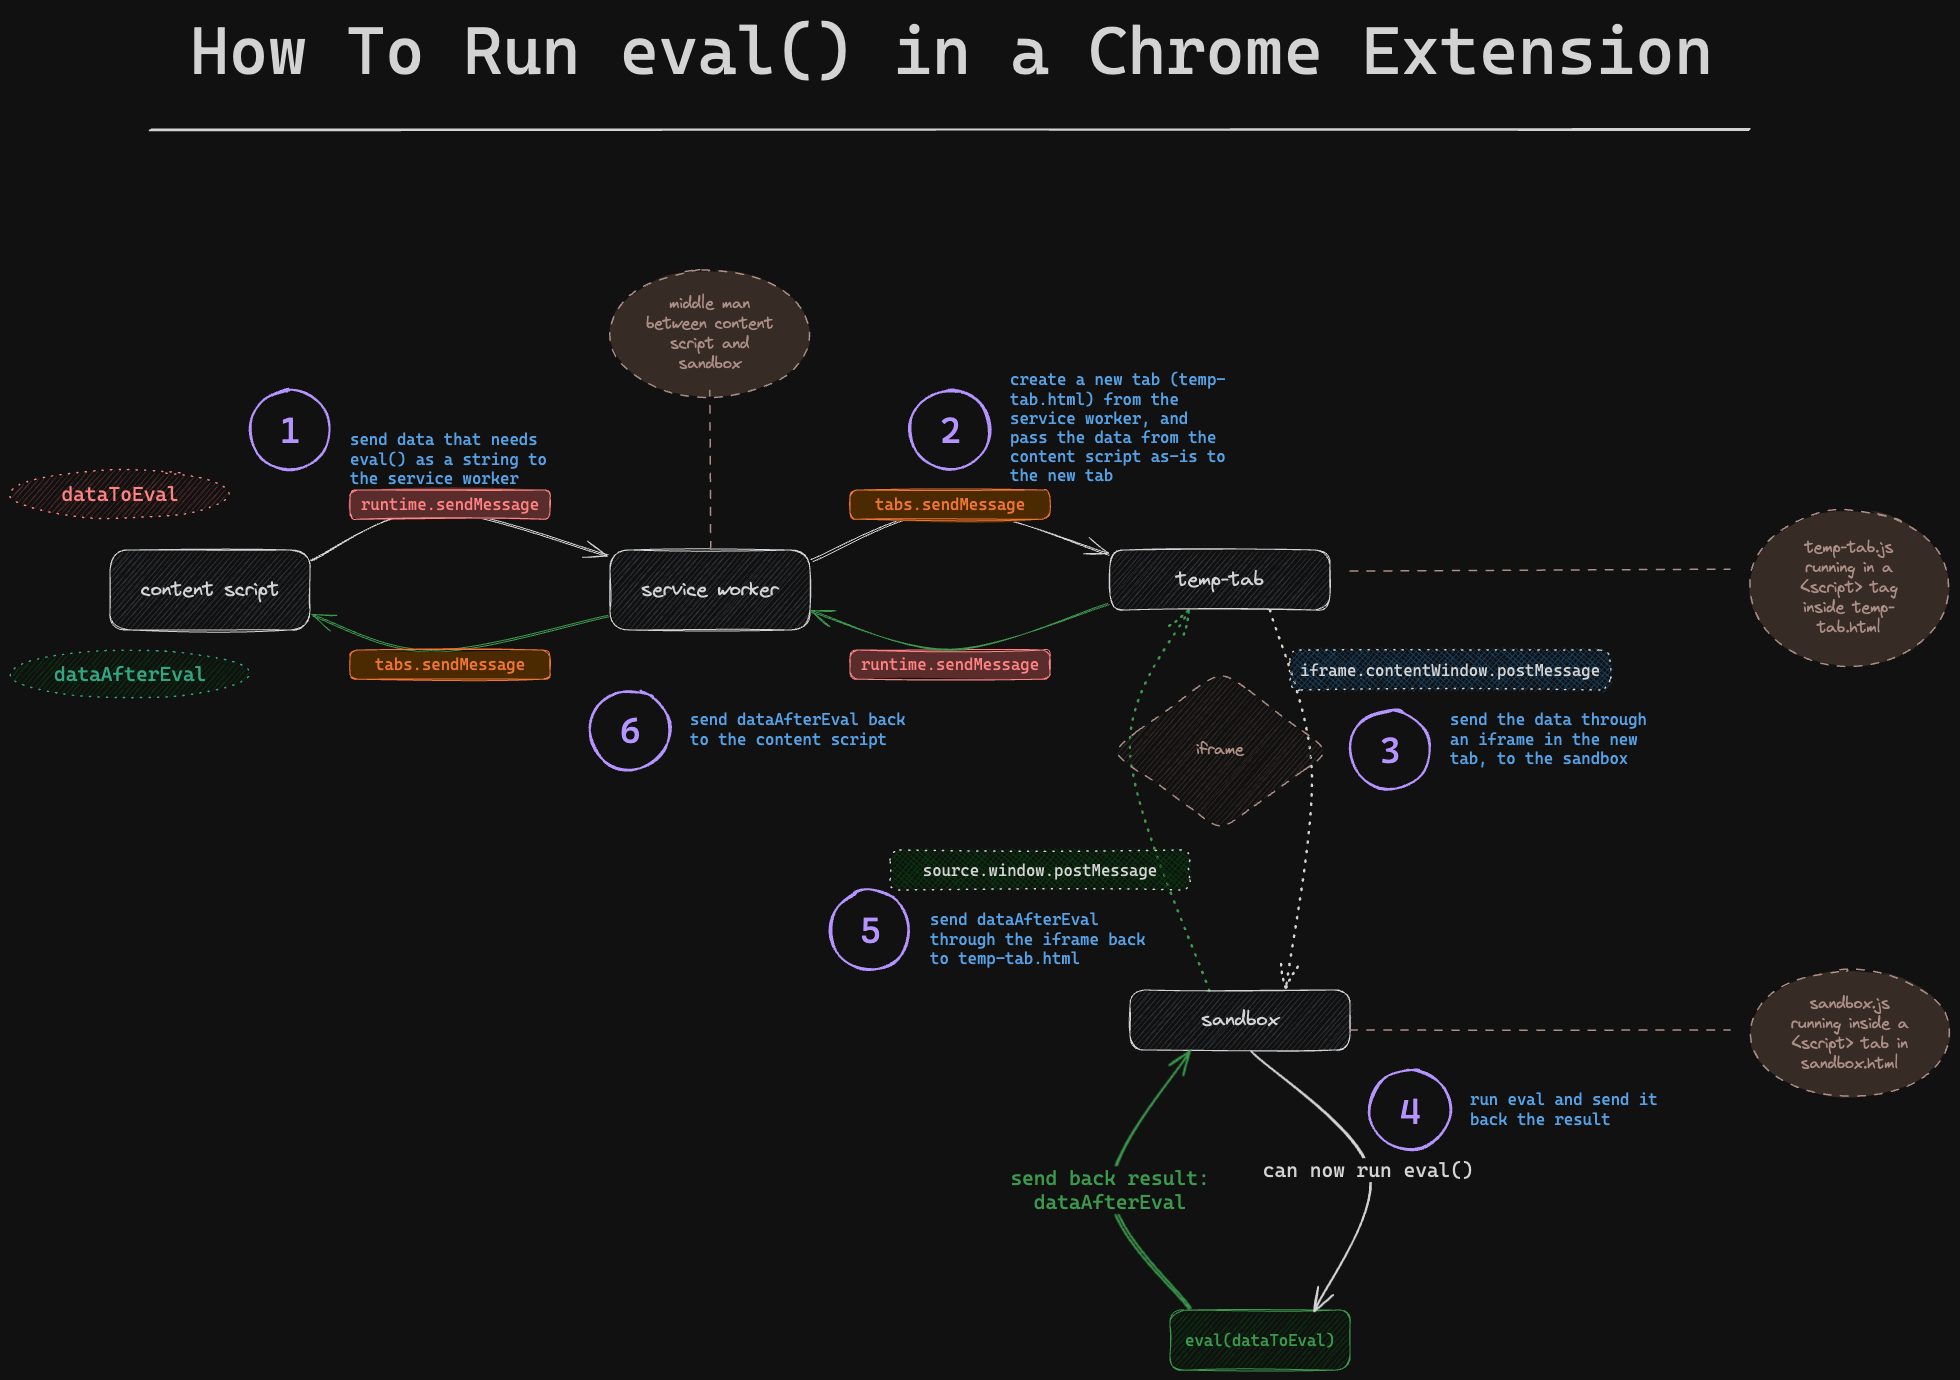 How To Run eval() in a Chrome Extension
middle man
between content
script and
sandbox
1
send data that needs
eval() as a string to
the service worker
2
create a new tab (temp-
tab.html) from the
service worker, and
pass the data from the
content script as-is to
the new tab
dataToEval
runtime.sendMessage
tabs.sendMessage
content script
service worker
temp-tab
temp-tab.js
running in a
<script> tag
inside temp-
tab.html
dataAfterEval
tabs.sendMessage
runtime.sendMessage
iframe.contentWindow.postMessage
6
send dataAfterEval back
to the content script
iframe
3
send the data through
an iframe in the new
tab, to the sandbox
source.window.postMessage
5
send dataAfterEval
through the iframe back
to temp-tab.html
sandbox
sandbox.js
running inside a
<script> tab in
sandbox.html
4
run eval and send it
back the result
send back result:
dataAfterEval
can now run eval()
eval(dataToEval)